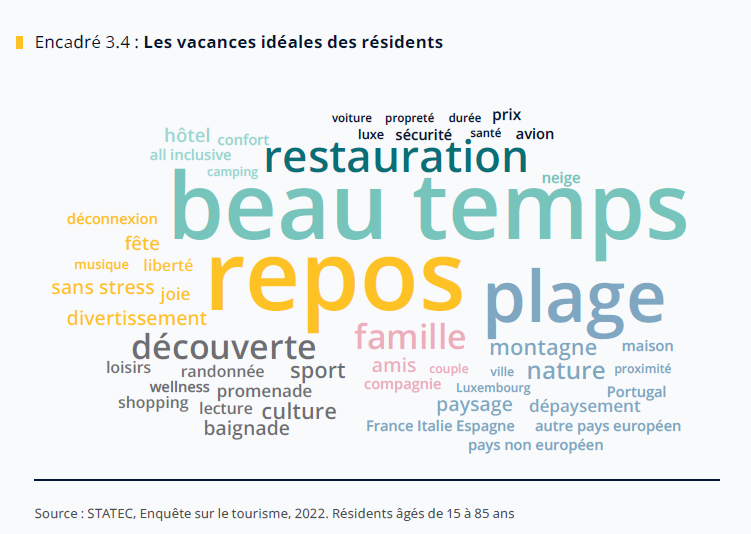 Encadré 3.4 : Les vacances idéales des résidents
voiture propreté durée prix
luxe sécurité santé avion
hôtel confort
all inclusive
camping
restauration
neige
beau temps
déconnexion
fête
musique liberté
sans stress joie
divertissement
repos
plage
découverte
loisirs randonnée sport
wellness promenade
shopping lecture culture
baignade
famille
amis couple
compagnie
montagne maison
ville nature proximité
Luxembourg Portugal
paysage dépaysement
France Italie Espagne autre pays européen
pays non européen
Source : STATEC, Enquête sur le tourisme, 2022. Résidents âgés de 15 à 85 ans